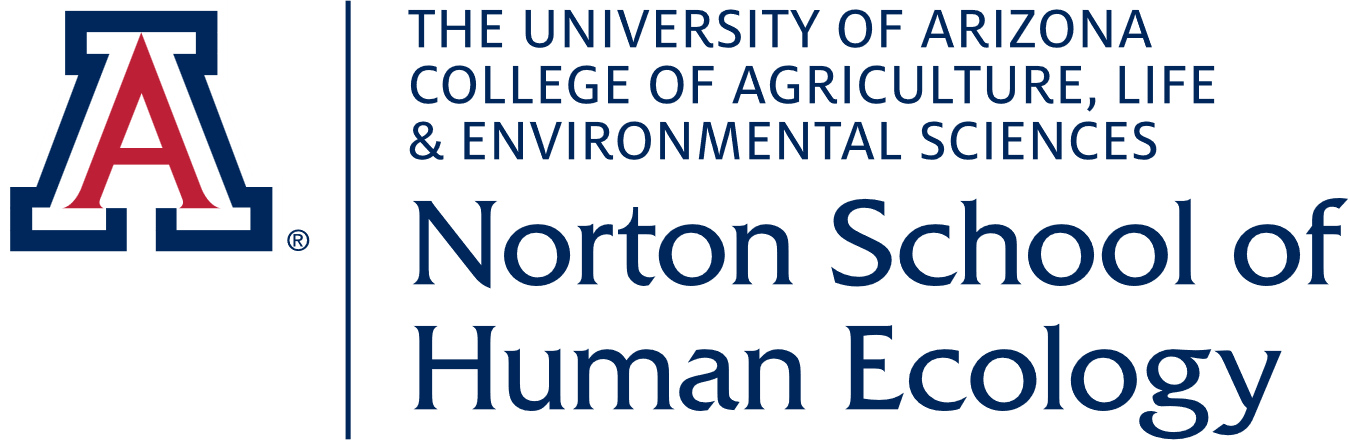 A
®
THE UNIVERSITY OF ARIZONA
COLLEGE OF AGRICULTURE, LIFE
& ENVIRONMENTAL SCIENCES
Norton School of
Human Ecology